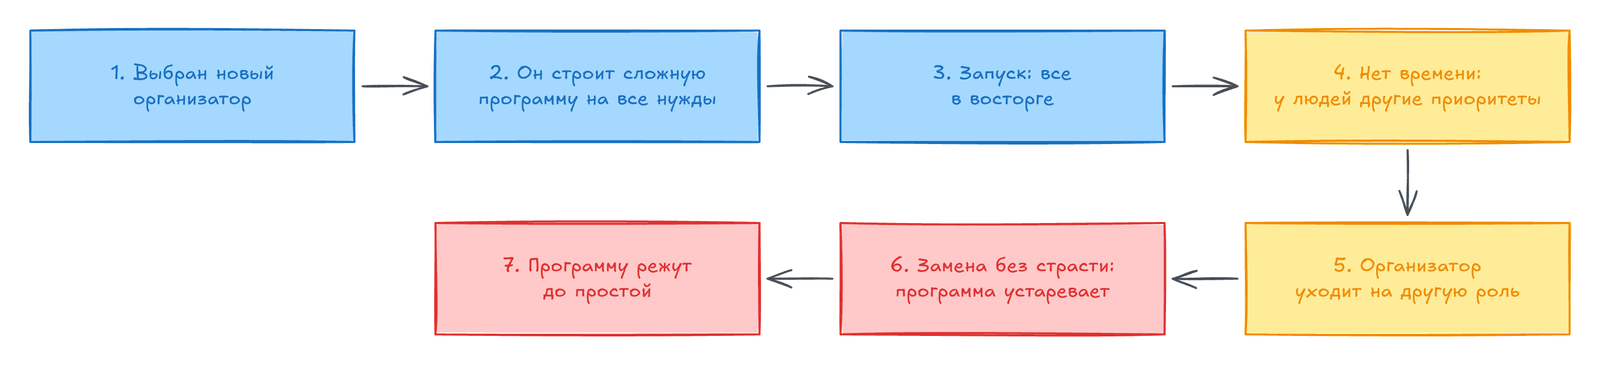 1. Выбран новый
организатор
2. Он строит сложную
программу на все нужды
3. Запуск: все
в восторге
4. Нет времени:
у людей другие приоритеты
5. Организатор
уходит на другую роль
6. Замена без страсти:
программа устаревает
7. Программу режут
до простой